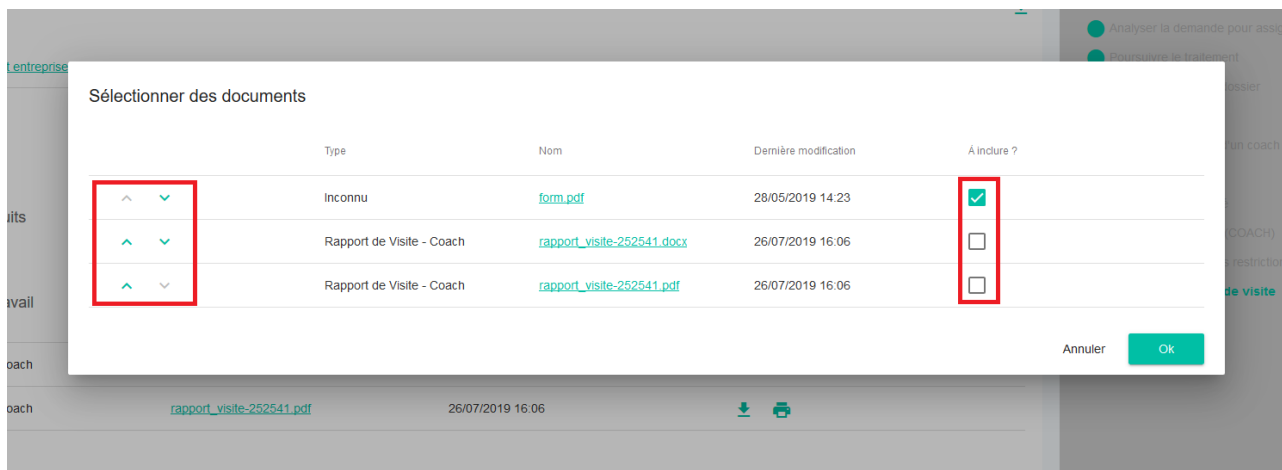 Analyser la demande pour assig
Poursuivre le traitement
t entreprise
Sélectionner des documents
dossier
Type Nom Dernière modification À inclure ?
un coach
Inconnu form.pdf 28/05/2019 14:23
uits
Rapport de Visite - Coach rapport_visite-252541.docx 26/07/2019 16:06
(COACH)
s restriction
Rapport de Visite - Coach rapport_visite-252541.pdf 26/07/2019 16:06
de visite
avail
Annuler Ok
oach
oach rapport_visite-252541.pdf 26/07/2019 16:06